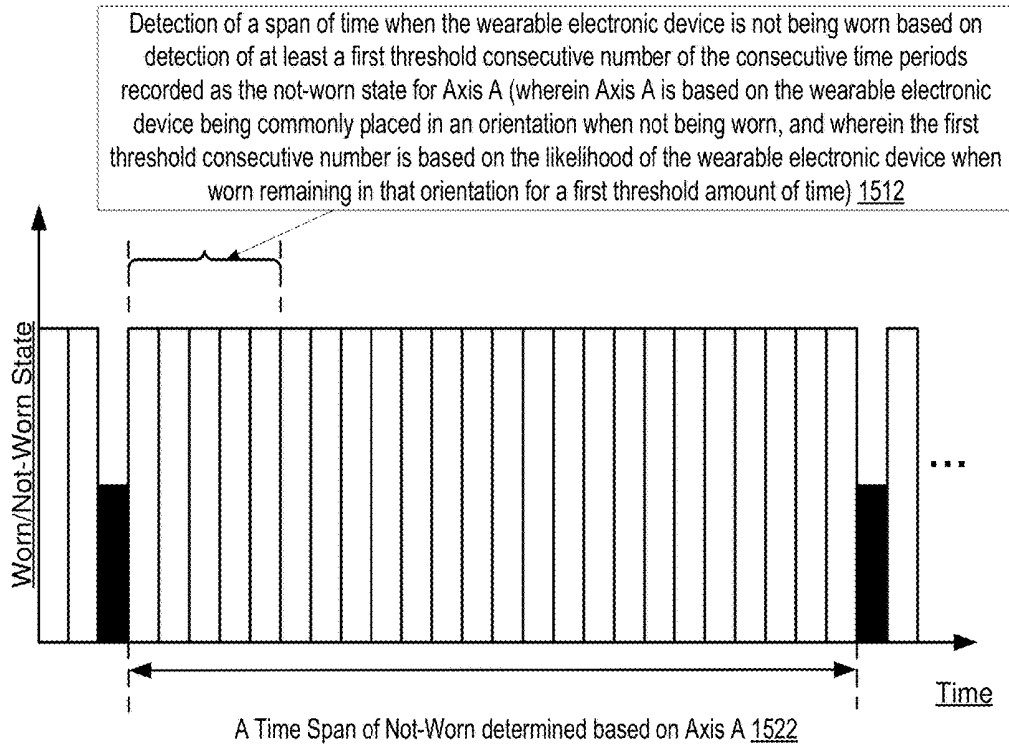 Detection of a span of time when the wearable electronic device is not being worn based on
detection of at least a first threshold consecutive number of the consecutive time periods
recorded as the not-worn state for Axis A (wherein Axis A is based on the wearable electronic
device being commonly placed in an orientation when not being worn, and wherein the first
threshold consecutive number is based on the likelihood of the wearable electronic device when
worn remaining in that orientation for a first threshold amount of time) 1512
Worn/Not-Worn State
...
Time
A Time Span of Not-Worn determined based on Axis A 1522